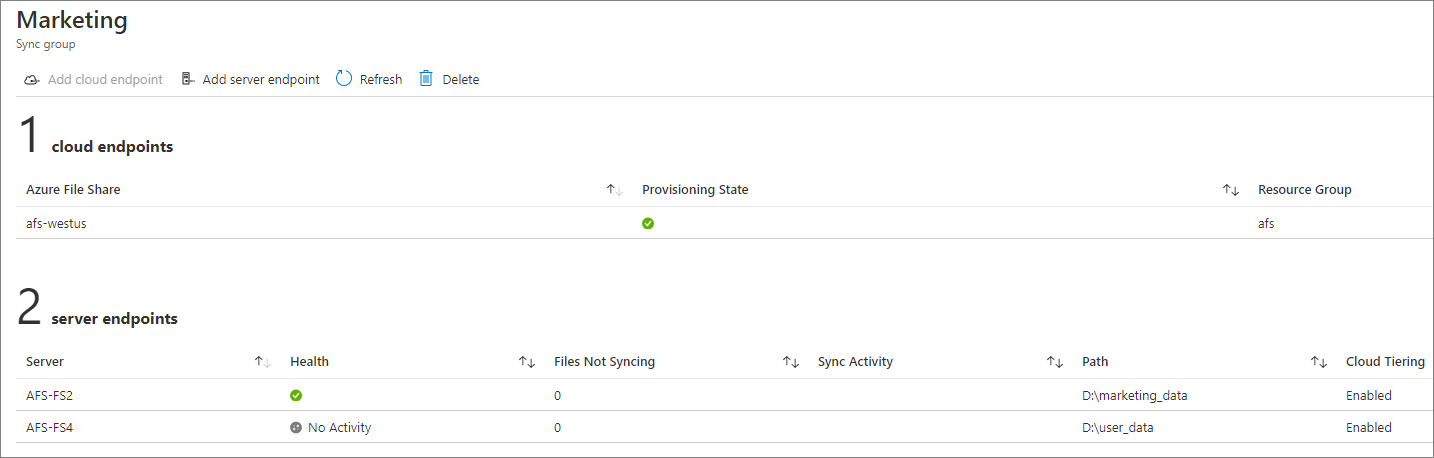 Marketing
Sync group
Add cloud endpoint Add server endpoint Refresh Delete
1 cloud endpoints
Azure File Share Provisioning State Resource Group
afs-westus afs
2 server endpoints
Server Health Files Not Syncing Sync Activity Path Cloud Tiering
AFS-FS2 0 D:\marketing_data Enabled
AFS-FS4 No Activity 0 D:\user_data Enabled